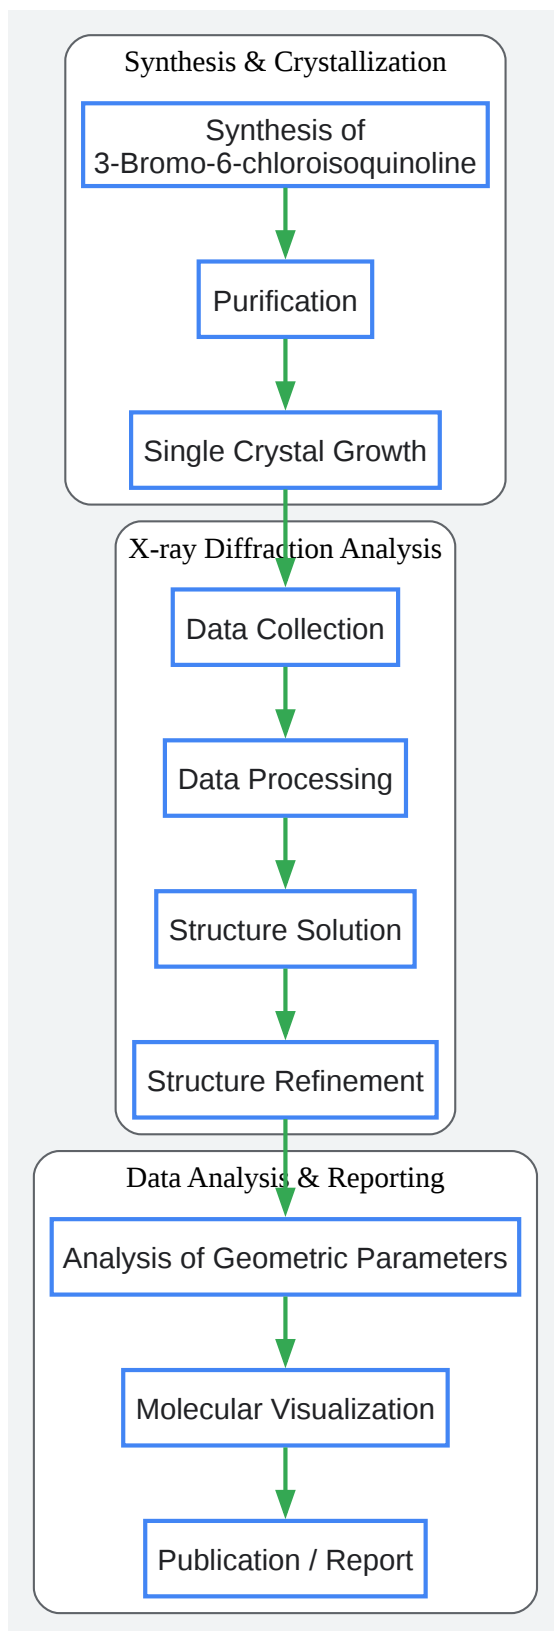 Synthesis & Crystallization
Synthesis of
3-Bromo-6-chloroisoquinoline
Purification
Single Crystal Growth
X-ray Diffraction Analysis
Data Collection
Data Processing
Structure Solution
Structure Refinement
Data Analysis & Reporting
Analysis of Geometric Parameters
Molecular Visualization
Publication / Report